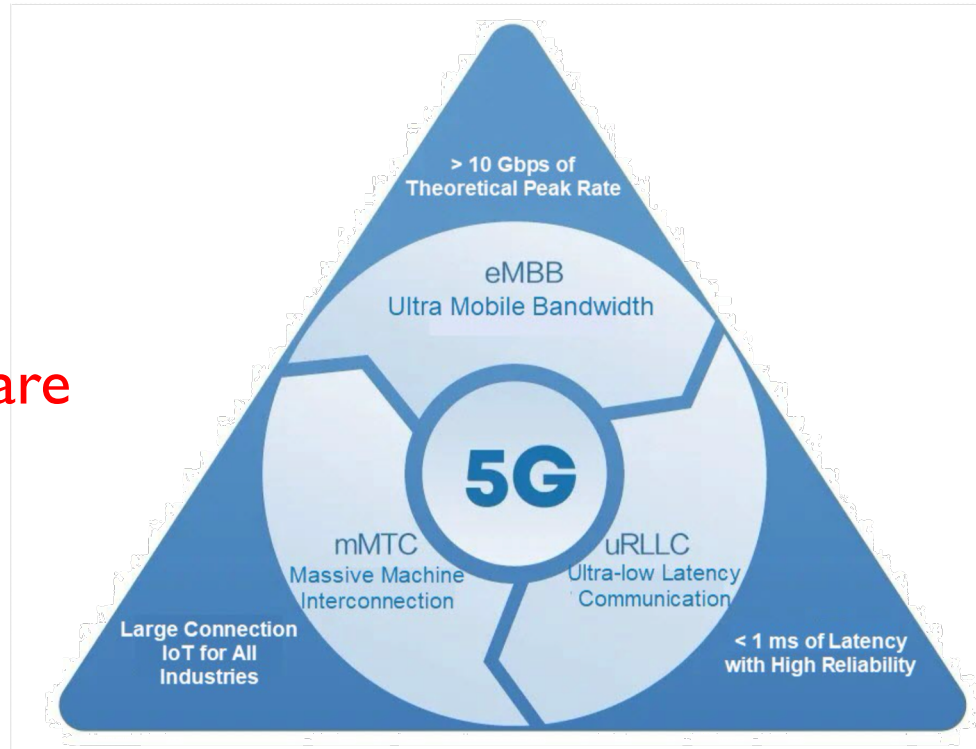 > 10 Gbps of
Theoretical Peak Rate
eMBB
Ultra Mobile Bandwidth
are
5G
mMTC
Massive Machine
Interconnection
uRLLC
Ultra-low Latency
Communication
Large Connection
IoT for All
Industries
< 1 ms of Latency
with High Reliability